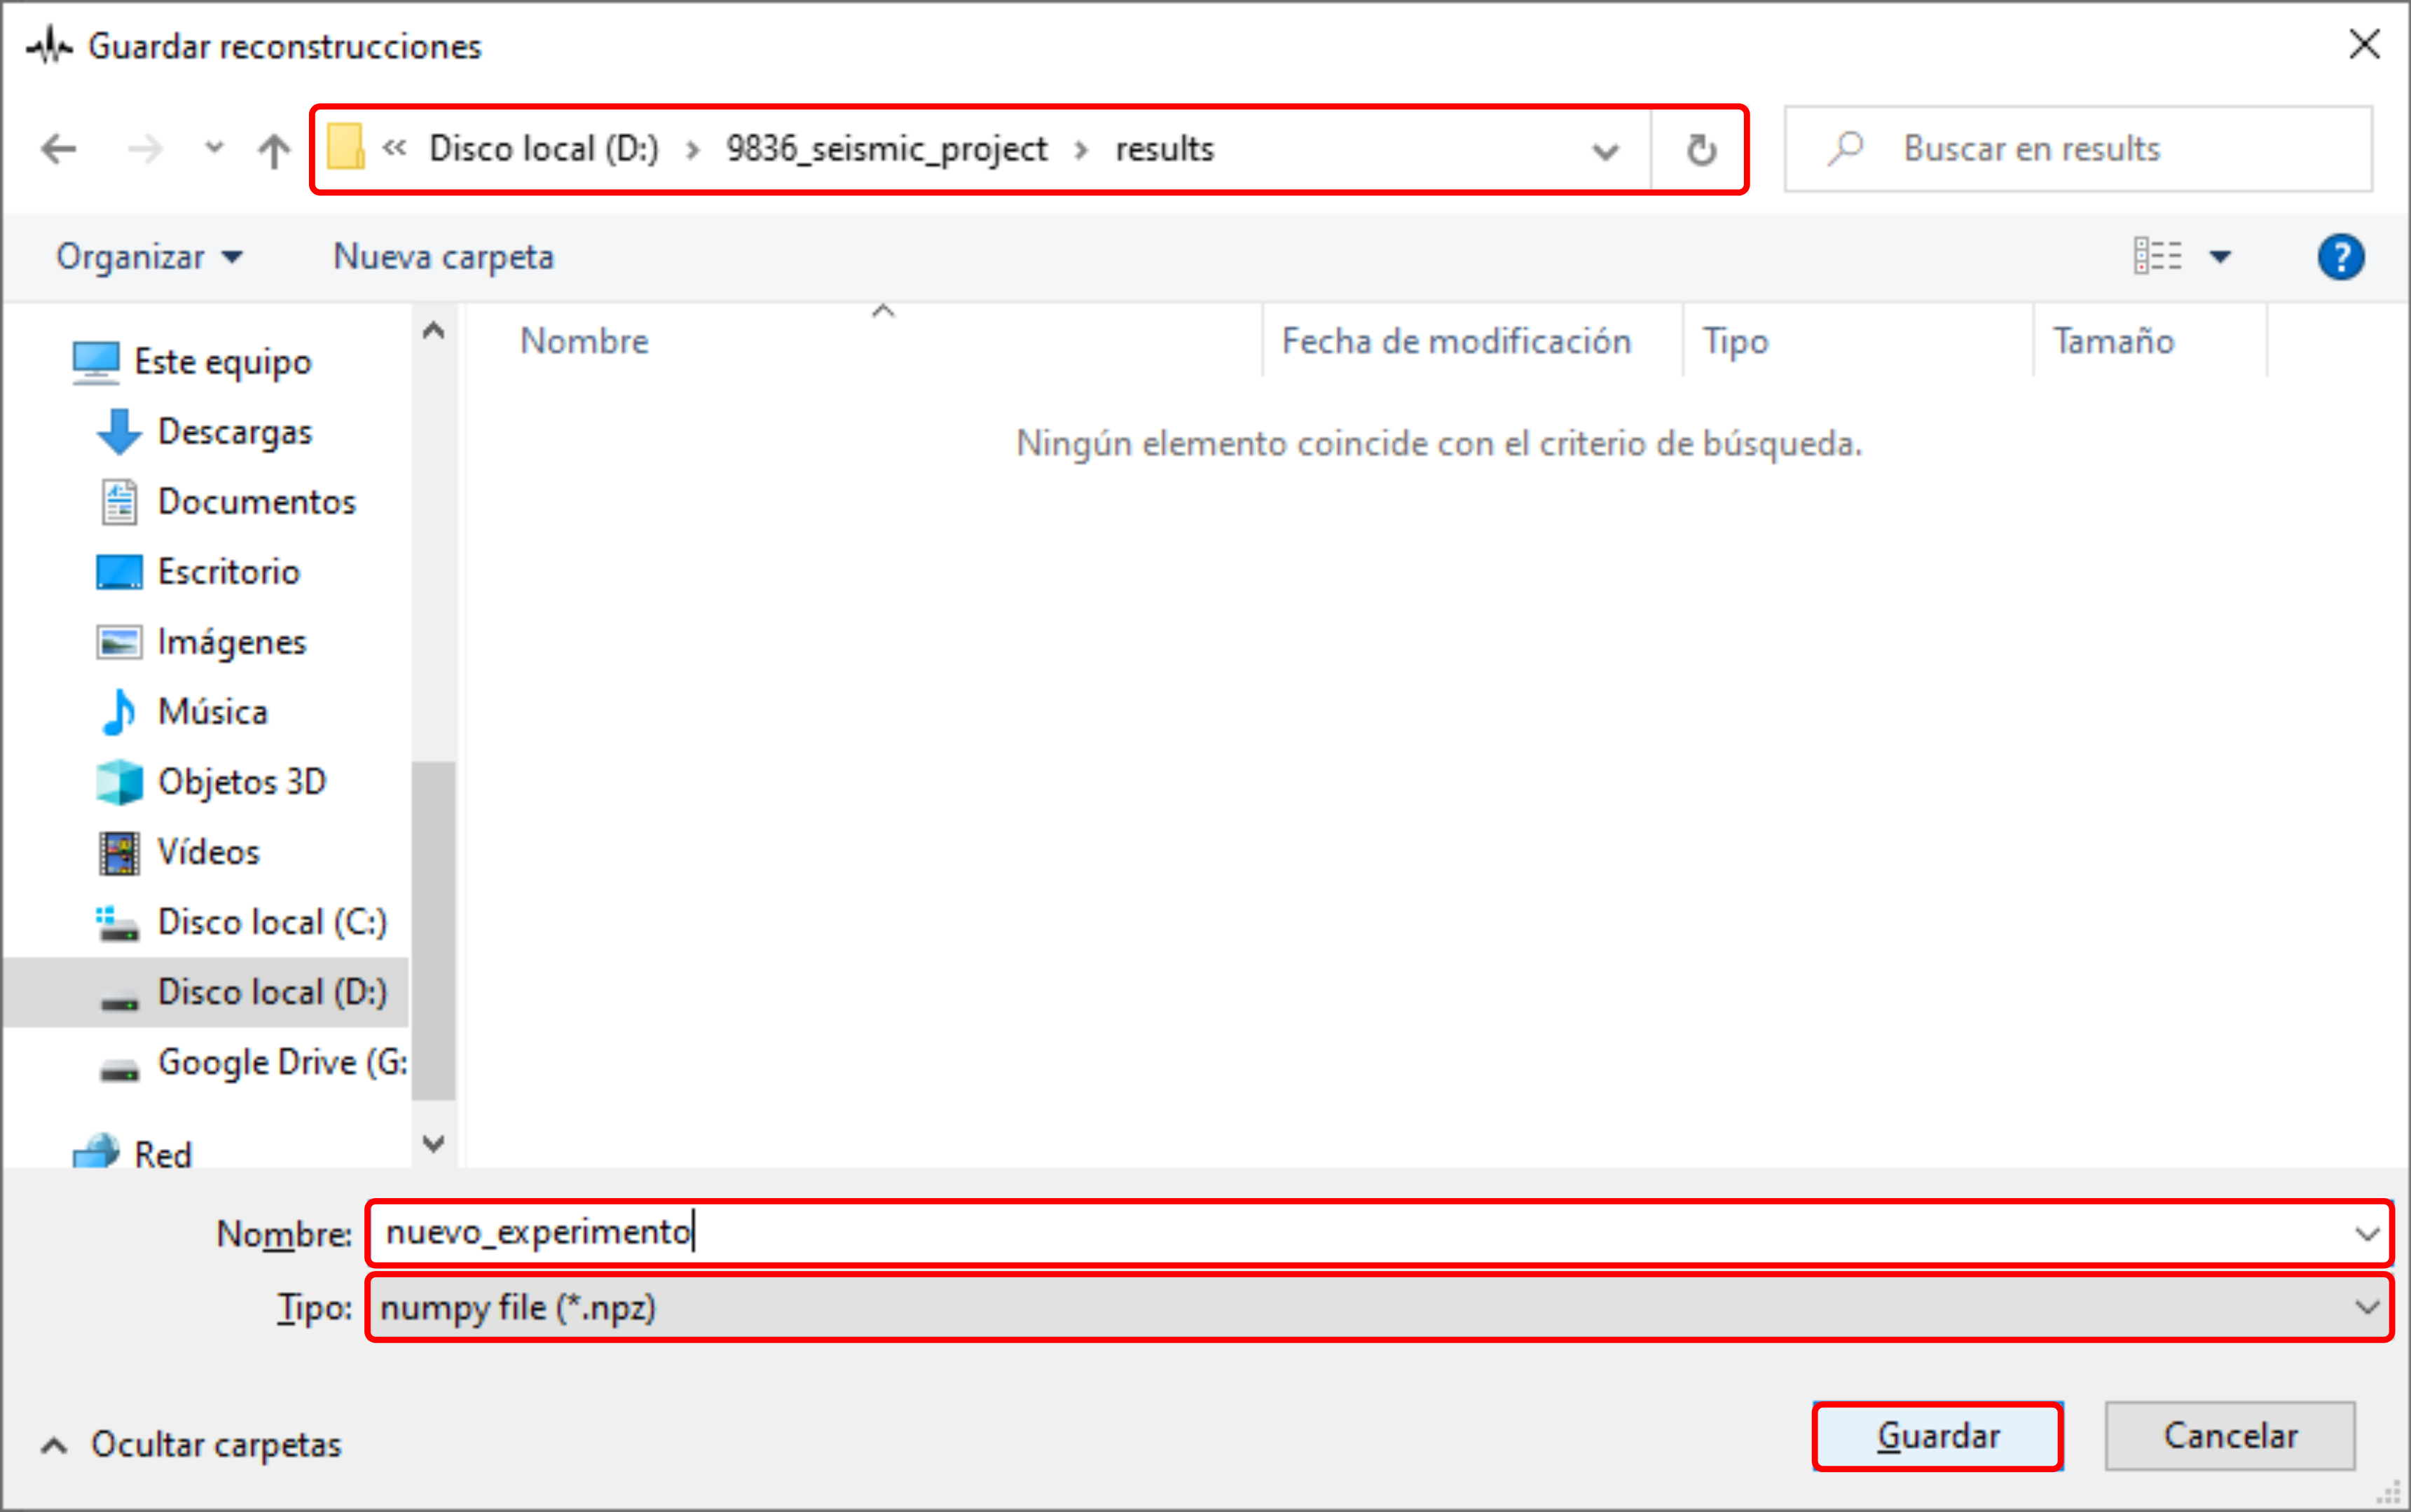 Guardar reconstrucciones
« Disco local (D:) › 9836_seismic_project › results
Buscar en results
Organizar
Nueva carpeta
?
Nombre
Fecha de modificación
Tipo
Tamaño
Ningún elemento coincide con el criterio de búsqueda.
Este equipo
Descargas
Documentos
Escritorio
Imágenes
Música
Objetos 3D
Vídeos
Disco local (C:)
Disco local (D:)
Google Drive (G:
Red
Nombre: nuevo_experimento
Tipo: numpy file (*.npz)
Ocultar carpetas
Guardar
Cancelar